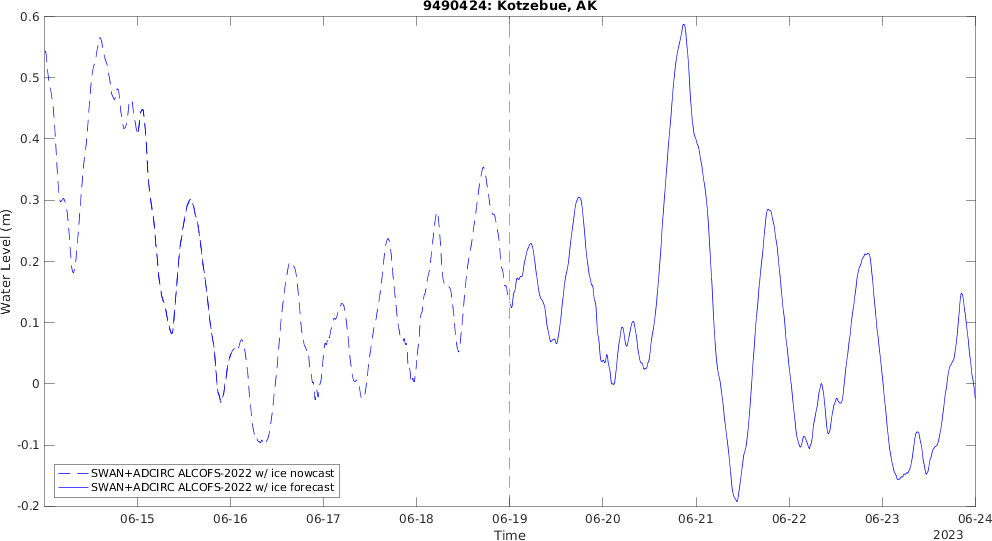 9490424: Kotzebue, AK
0.6
0.5
0.4
0.3
0.2
0.1
0
-0.1
-0.2
Water Level (m)
SWAN+ADCIRC ALCOFS-2022 w/ ice nowcast
SWAN+ADCIRC ALCOFS-2022 w/ ice forecast
06-15 06-16 06-17 06-18 06-19 06-20 06-21 06-22 06-23 06-24
Time
2023